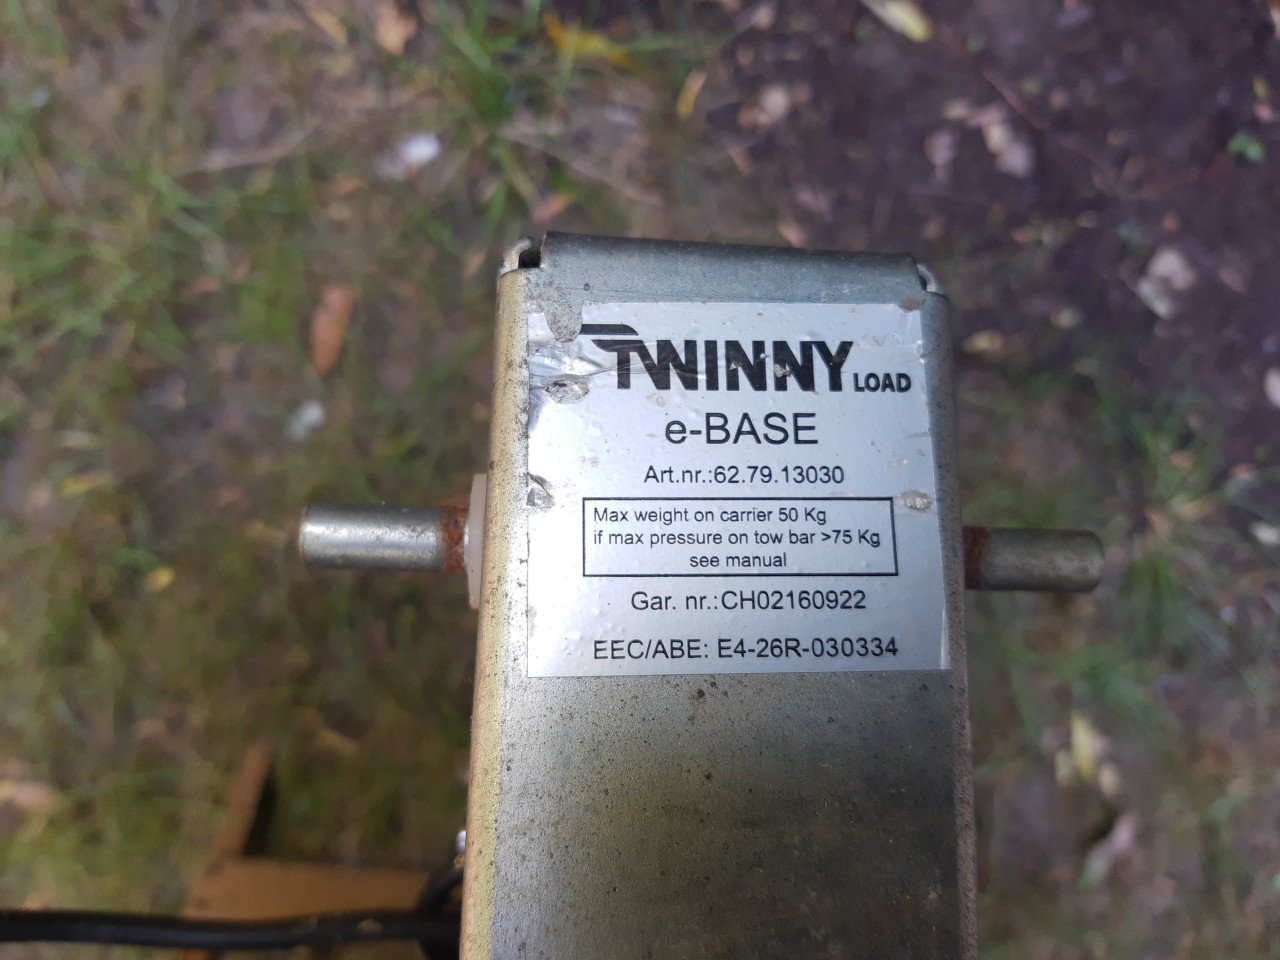 TWINNY LOAD
e-BASE
Art.nr.:62.79.13030
Max weight on carrier 50 Kg
if max pressure on tow bar >75 Kg
see manual
Gar. nr.:CH02160922
EEC/ABE: E4-26R-030334